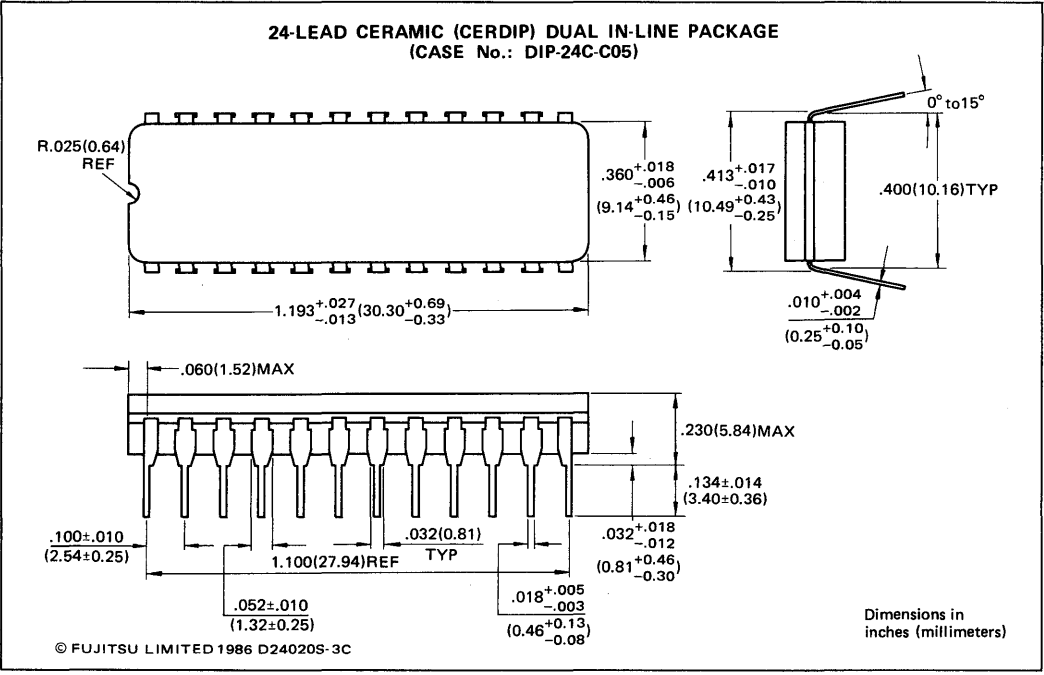 24-LEAD CERAMIC (CERDIP) DUAL IN-LINE PACKAGE
(CASE No.: DIP-24C-C05)
0° to15°
R.025(0.64)
REF
.360+.018
-.006
(9.14+0.46
-0.15)
.413+.017
-.010
(10.49+0.43
-0.25)
.400(10.16)TYP
1.193+.027
-.013(30.30+0.69
-0.33)
.010+.004
-.002
(0.25+0.10
-0.05)
.060(1.52)MAX
.230(5.84)MAX
.134±.014
(3.40±0.36)
.100±.010
(2.54±0.25)
.032(0.81)
TYP
1.100(27.94)REF
.032+.018
-.012
(0.81+0.46
-0.30)
.052±.010
(1.32±0.25)
.018+.005
-.003
(0.46+0.13
-0.08)
Dimensions in
inches (millimeters)
© FUJITSU LIMITED 1986 D24020S-3C